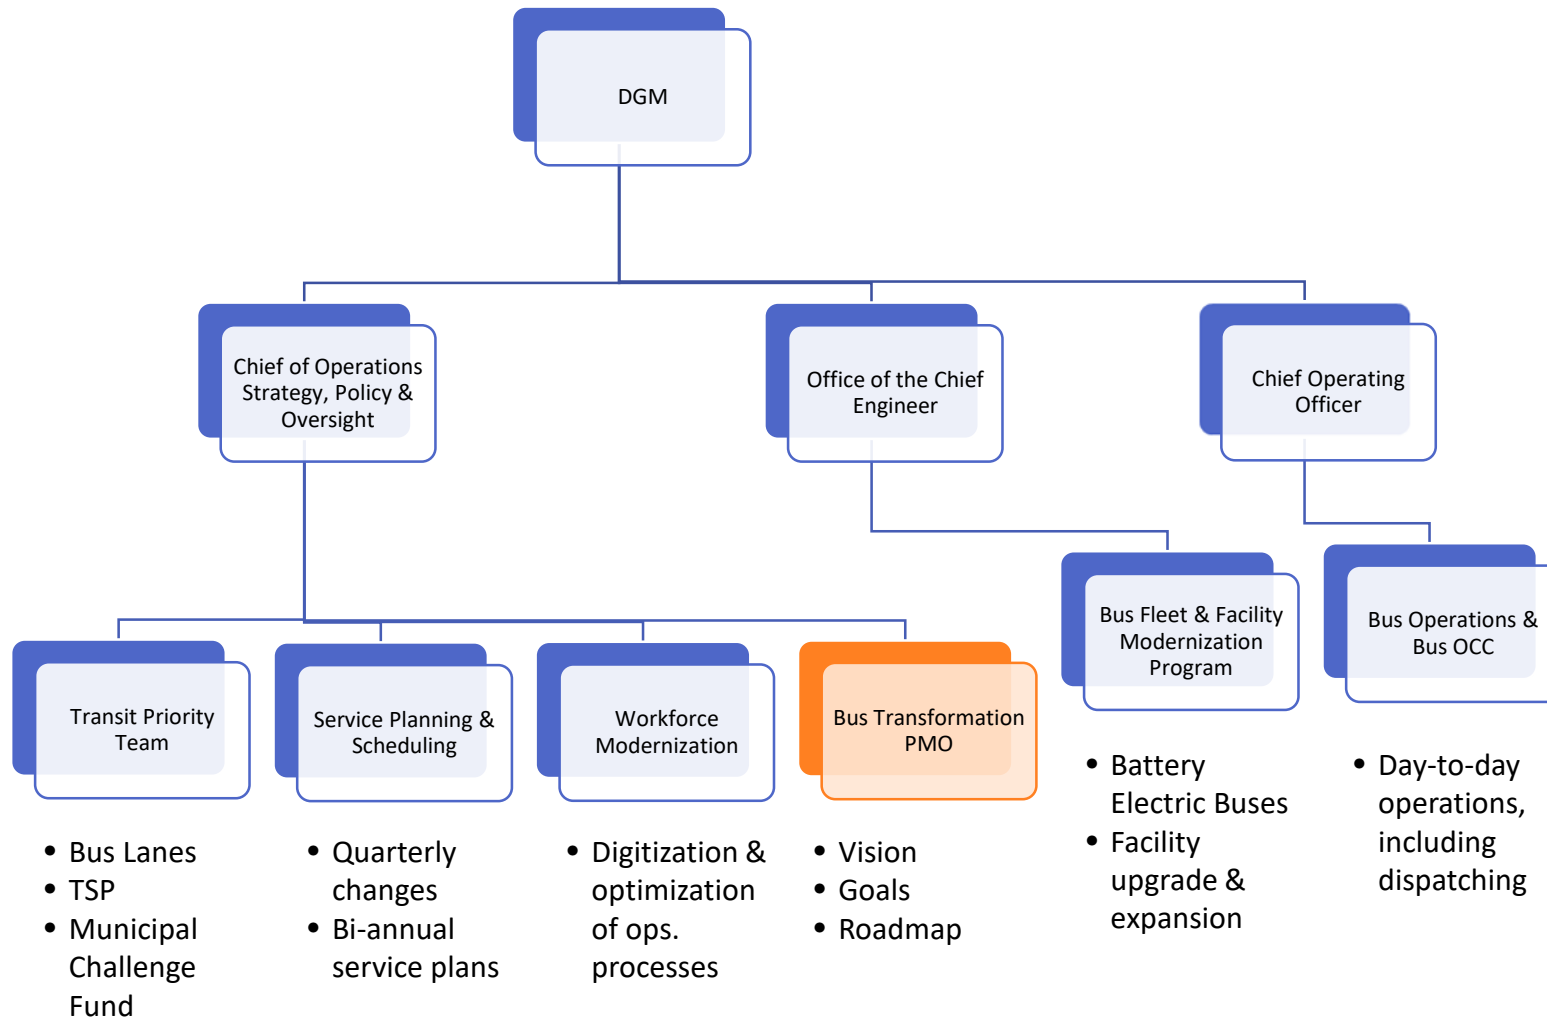 DGM
Chief of Operations
Strategy, Policy &
Oversight
Office of the Chief
Engineer
Chief Operating
Officer
Transit Priority
Team
Service Planning &
Scheduling
Workforce
Modernization
Bus Transformation
PMO
Bus Fleet & Facility
Modernization
Program
Bus Operations &
Bus OCC
• Bus Lanes
• TSP
• Municipal
Challenge
Fund
• Quarterly
changes
• Bi-annual
service plans
• Digitization &
optimization
of ops.
processes
• Vision
• Goals
• Roadmap
• Battery
Electric Buses
• Facility
upgrade &
expansion
• Day-to-day
operations,
including
dispatching